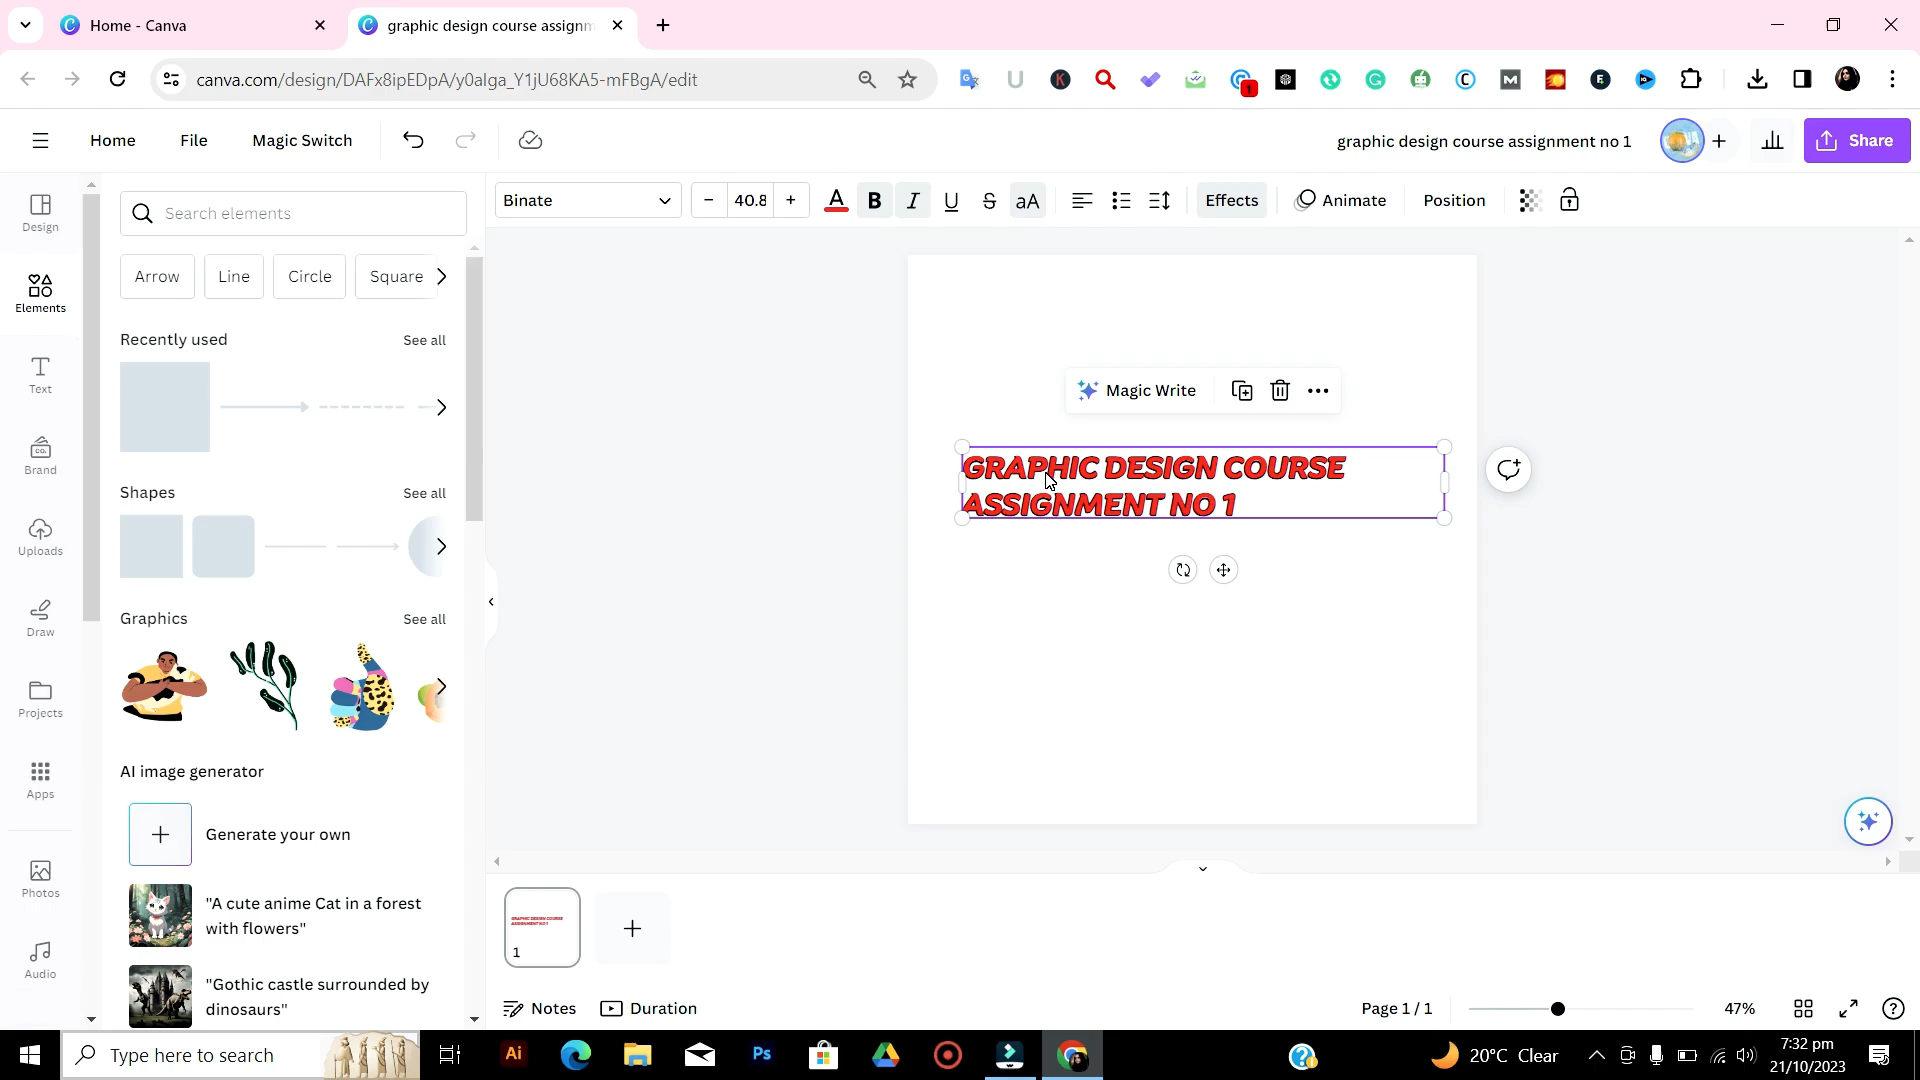 Home - Canva
graphic design course assignm
canva.com/design/DAFx8ipEDpA/y0alga_Y1jU68KA5-mFBgA/edit
Home File Magic Switch
graphic design course assignment no 1
Share
Binate
40.8
A B I U S aA
Effects
Animate
Position
Design
Elements
Text
Brand
Uploads
Draw
Projects
Apps
Photos
Audio
Search elements
Arrow Line Circle Square
Recently used See all
Shapes See all
Graphics See all
AI image generator
Generate your own
"A cute anime Cat in a forest
with flowers"
"Gothic castle surrounded by
dinosaurs"
Magic Write
GRAPHIC DESIGN COURSE
ASSIGNMENT NO 1
1
Notes Duration
Page 1 / 1
47%
Type here to search
Ai
Ps
20°C Clear
7:32 pm
21/10/2023